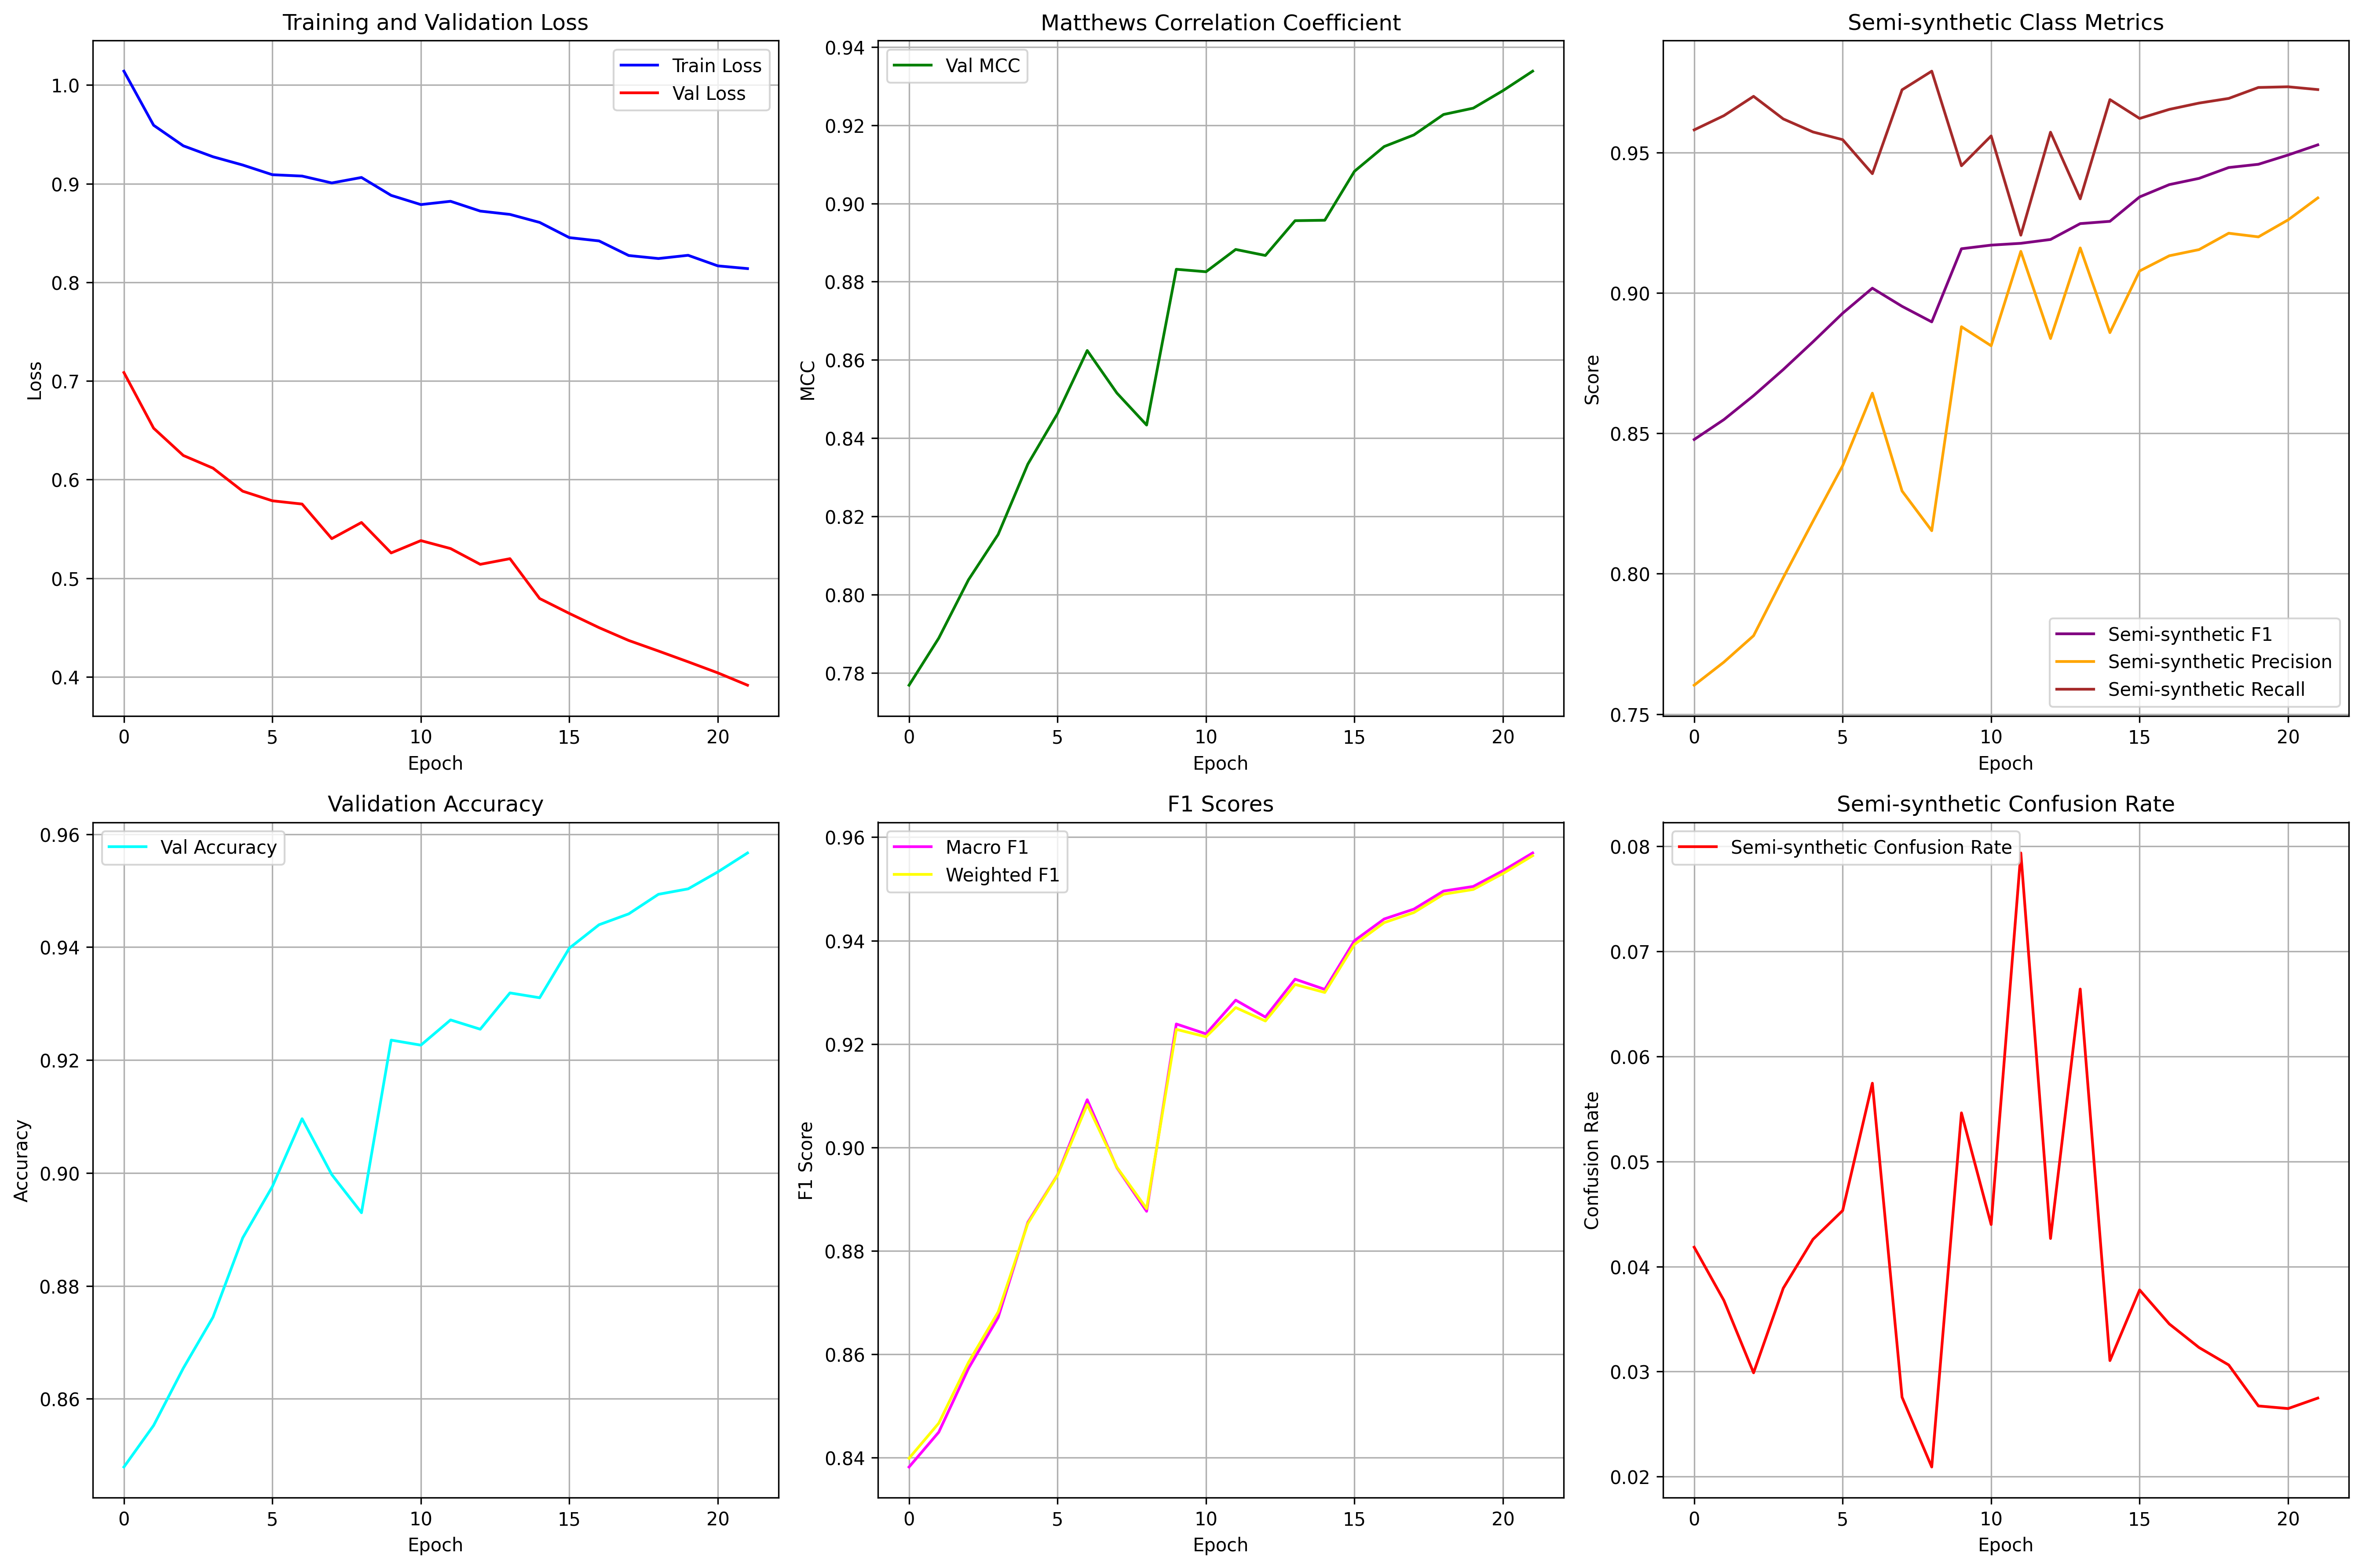 Training and Validation Loss
Train Loss
Val Loss
1.0
0.9
0.8
0.7
0.6
0.5
0.4
Loss
0 5 10 15 20
Epoch
Matthews Correlation Coefficient
Val MCC
0.94
0.92
0.90
0.88
0.86
0.84
0.82
0.80
0.78
MCC
0 5 10 15 20
Epoch
Semi-synthetic Class Metrics
0.95
0.90
0.85
0.80
0.75
Score
Semi-synthetic F1
Semi-synthetic Precision
Semi-synthetic Recall
0 5 10 15 20
Epoch
Validation Accuracy
Val Accuracy
0.96
0.94
0.92
0.90
0.88
0.86
Accuracy
0 5 10 15 20
Epoch
F1 Scores
Macro F1
Weighted F1
0.96
0.94
0.92
0.90
0.88
0.86
0.84
F1 Score
0 5 10 15 20
Epoch
Semi-synthetic Confusion Rate
Semi-synthetic Confusion Rate
0.08
0.07
0.06
0.05
0.04
0.03
0.02
Confusion Rate
0 5 10 15 20
Epoch